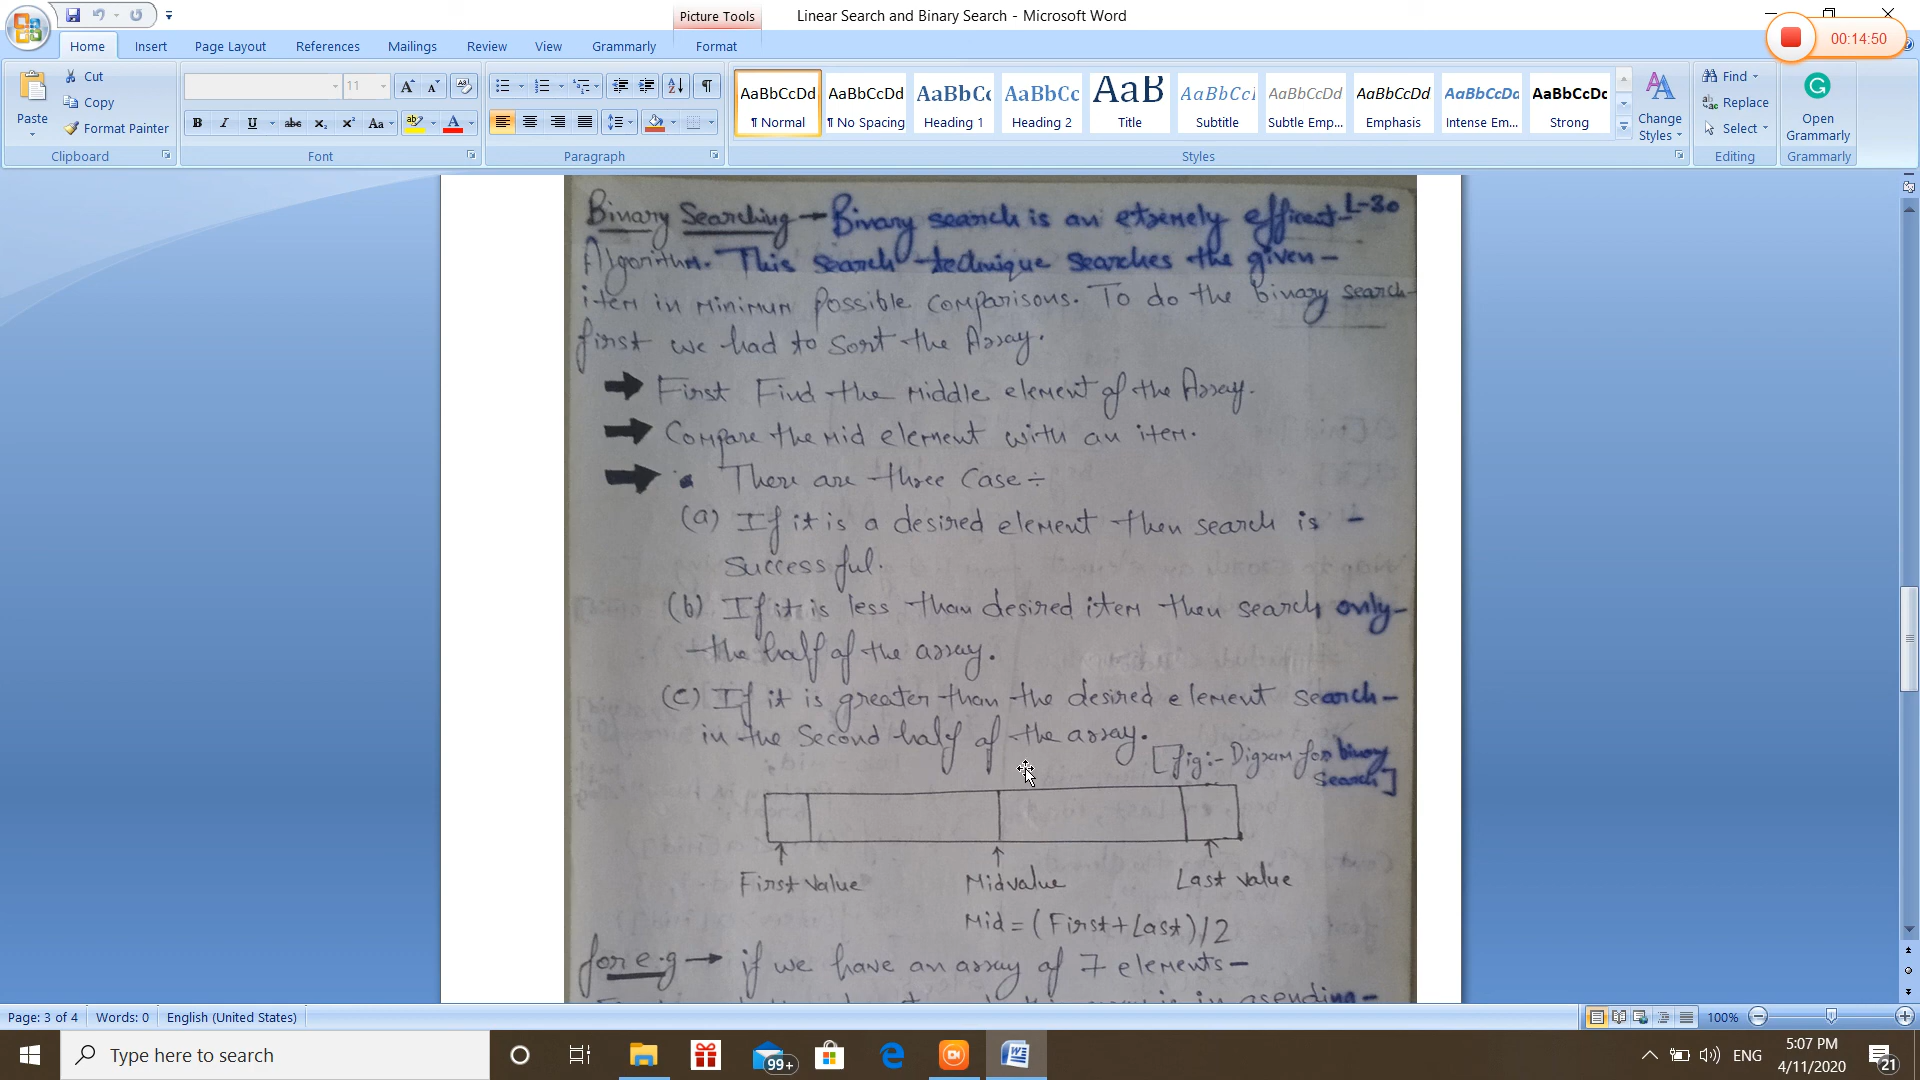 Picture Tools
Linear Search and Binary Search - Microsoft Word
00:14:50
Home Insert Page Layout References Mailings Review View Grammarly Format
Paste
Cut
Copy
Format Painter
Clipboard
11
Font
Paragraph
AaBbCcDd AaBbCcDd AaBbCc AaBbCc AaB AaBbCcl AaBbCcDd AaBbCcDd AaBbCcDd AaBbCcDc
¶ Normal ¶ No Spacing Heading 1 Heading 2 Title Subtitle Subtle Emp... Emphasis Intense Em... Strong
Change Styles
Styles
Find
Replace
Select
Editing
Open Grammarly
Grammarly
L-30
Binary Searching → Binary search is an extremely efficient-
Algorithm. This search technique searches the given-
item in minimum possible comparisons. To do the binary search-
first we had to sort the Array.
First Find the Middle element of the Array.
Compare the mid element with an item.
There are three Case ÷
(a) If it is a desired element then search is -
Successful.
(b) If it is less than desired item then search only-
the half of the array.
(c) If it is greater than the desired element search-
in the Second half of the array.
[fig:- Digram for binary
search]
First value Mid value Last value
Mid = (First+Last)/2
for e.g → if we have an array of 7 elements-
Page: 3 of 4 Words: 0 English (United States) 100%
Type here to search
99+
ENG
5:07 PM
4/11/2020
21